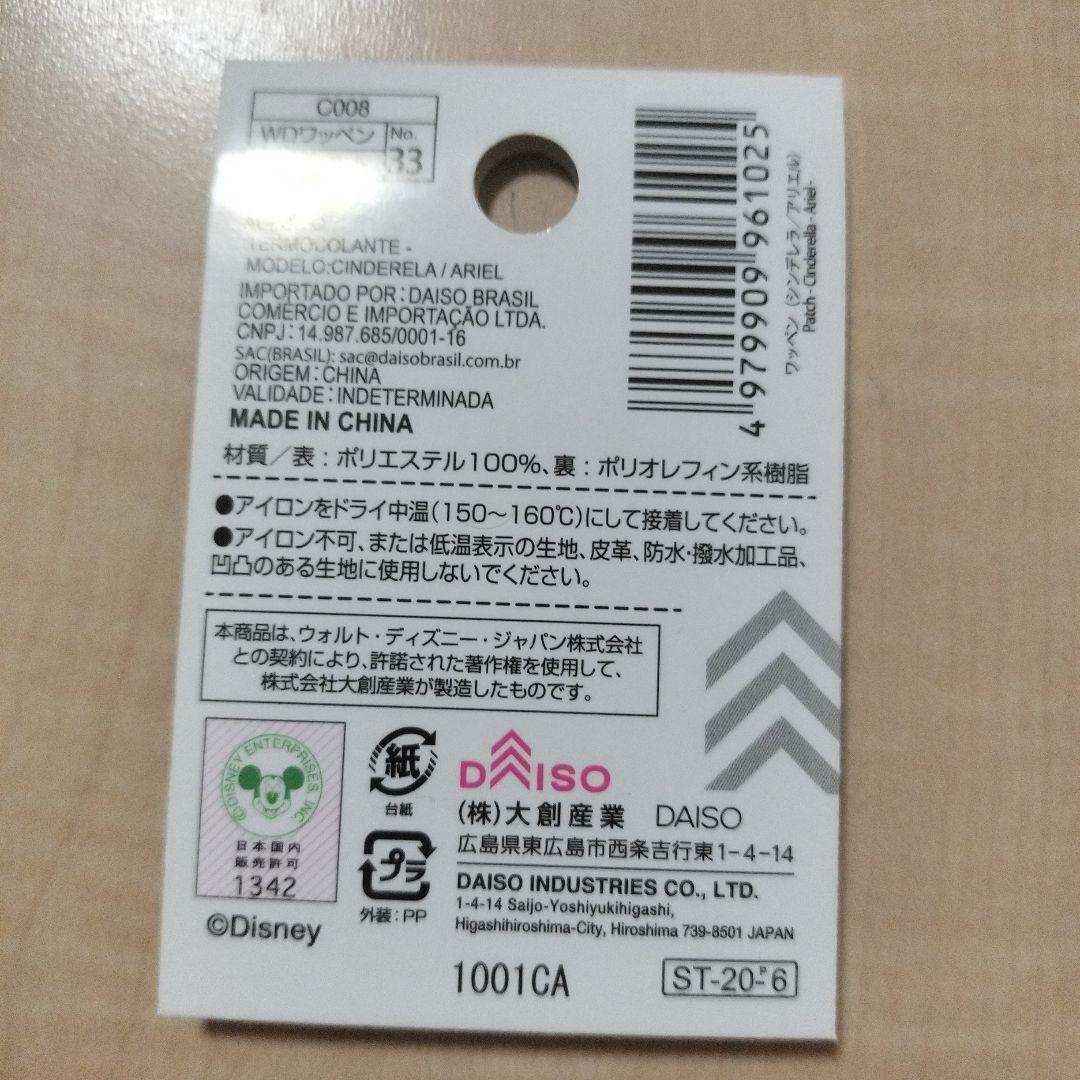 C008
WDワッペン
No.
33
TERMOCOLANTE -
MODELO:CINDERELA / ARIEL
IMPORTADO POR:DAISO BRASIL
COMÉRCIO E IMPORTAÇÃO LTDA.
CNPJ:14.987.685/0001-16
SAC(BRASIL): sac@daisobrasil.com.br
ORIGEM:CHINA
VALIDADE:INDETERMINADA
MADE IN CHINA
4 979909 961025
ワッペン(シンデレラ/アリエル)
Patch - Cinderella - Ariel -
材質/表:ポリエステル100%、裏:ポリオレフィン系樹脂
●アイロンをドライ中温(150〜160℃)にして接着してください。
●アイロン不可、または低温表示の生地、皮革、防水・撥水加工品、
凹凸のある生地に使用しないでください。
本商品は、ウォルト・ディズニー・ジャパン株式会社
との契約により、許諾された著作権を使用して、
株式会社大創産業が製造したものです。
©DISNEY ENTERPRISES, INC.
日本国内
販売許可
1342
©Disney
紙
台紙
プラ
外装:PP
DAISO
(株)大創産業 DAISO
広島県東広島市西条吉行東1-4-14
DAISO INDUSTRIES CO., LTD.
1-4-14 Saijo-Yoshiyukihigashi,
Higashihiroshima-City, Hiroshima 739-8501 JAPAN
1001CA
ST-20-P-6